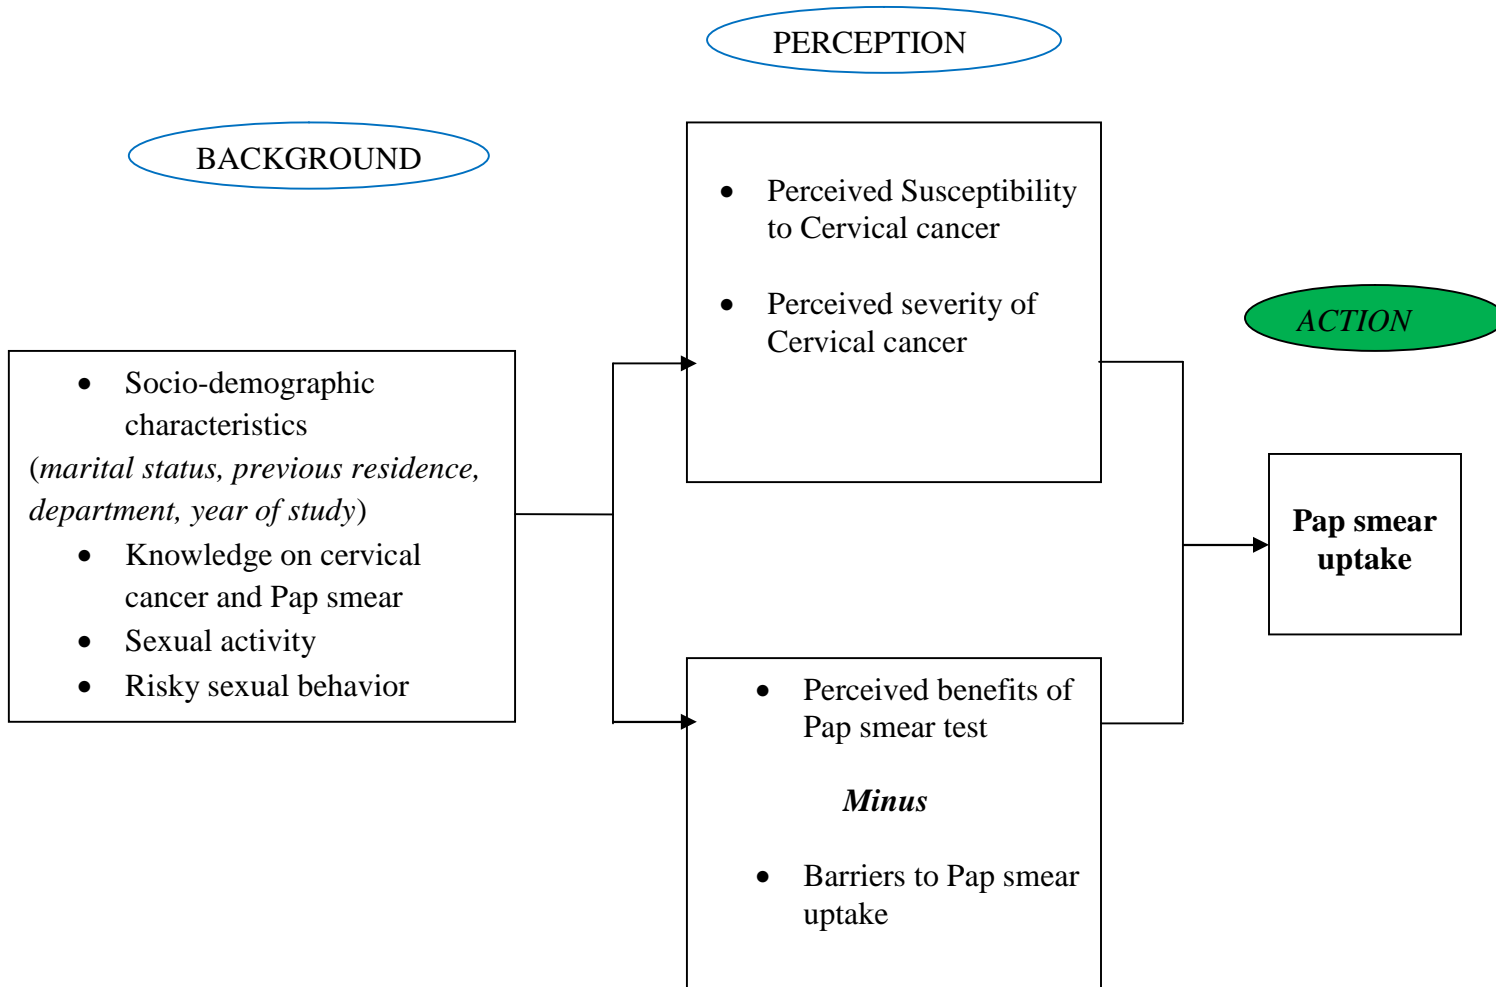 PERCEPTION
BACKGROUND
• Perceived Susceptibility
to Cervical cancer
• Perceived severity of
Cervical cancer
ACTION
• Socio-demographic
characteristics
(marital status, previous residence,
department, year of study)
• Knowledge on cervical
cancer and Pap smear
• Sexual activity
• Risky sexual behavior
Pap smear
uptake
• Perceived benefits of
Pap smear test
Minus
• Barriers to Pap smear
uptake